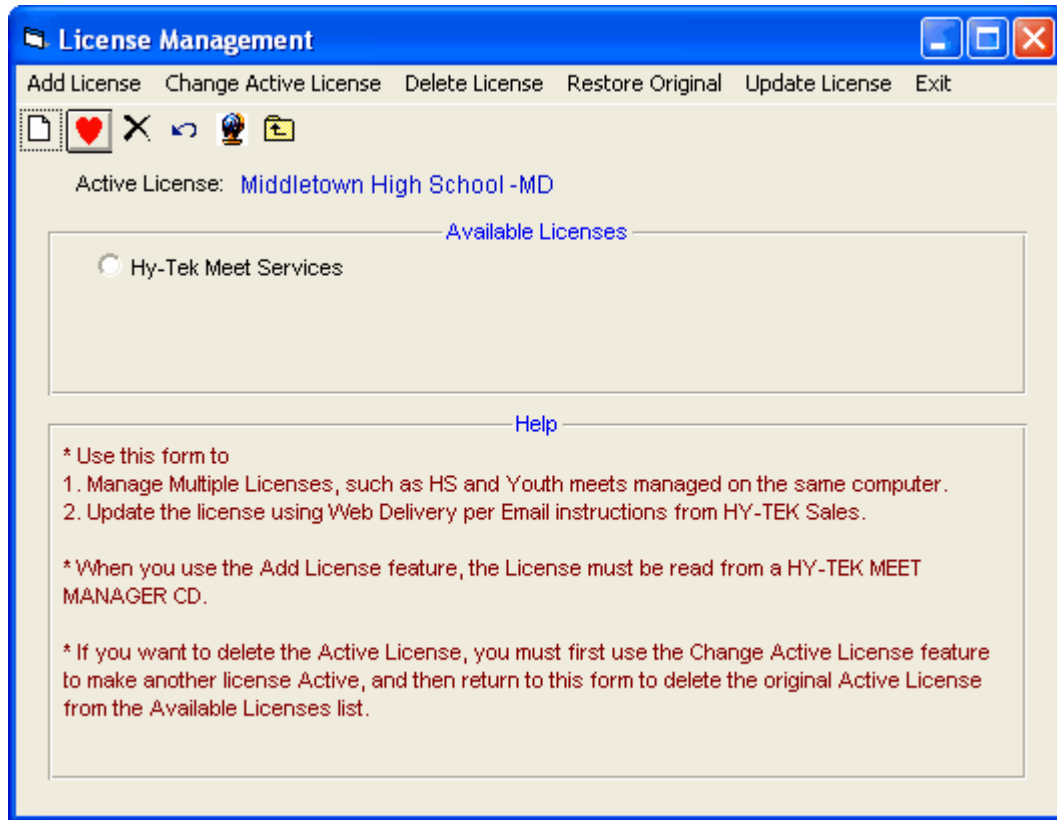 License Management
Add License Change Active License Delete License Restore Original Update License Exit
Active License: Middletown High School -MD
Available Licenses
Hy-Tek Meet Services
Help
* Use this form to
1. Manage Multiple Licenses, such as HS and Youth meets managed on the same computer.
2. Update the license using Web Delivery per Email instructions from HY-TEK Sales.
* When you use the Add License feature, the License must be read from a HY-TEK MEET
MANAGER CD.
* If you want to delete the Active License, you must first use the Change Active License feature
to make another license Active, and then return to this form to delete the original Active License
from the Available Licenses list.